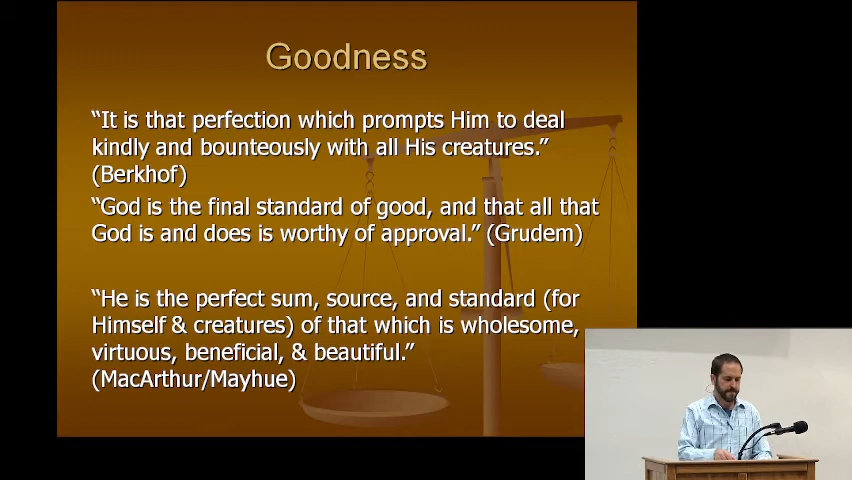 Goodness
“It is that perfection which prompts Him to deal
kindly and bounteously with all His creatures.”
(Berkhof)
“God is the final standard of good, and that all that
God is and does is worthy of approval.” (Grudem)
“He is the perfect sum, source, and standard (for
Himself & creatures) of that which is wholesome,
virtuous, beneficial, & beautiful.”
(MacArthur/Mayhue)